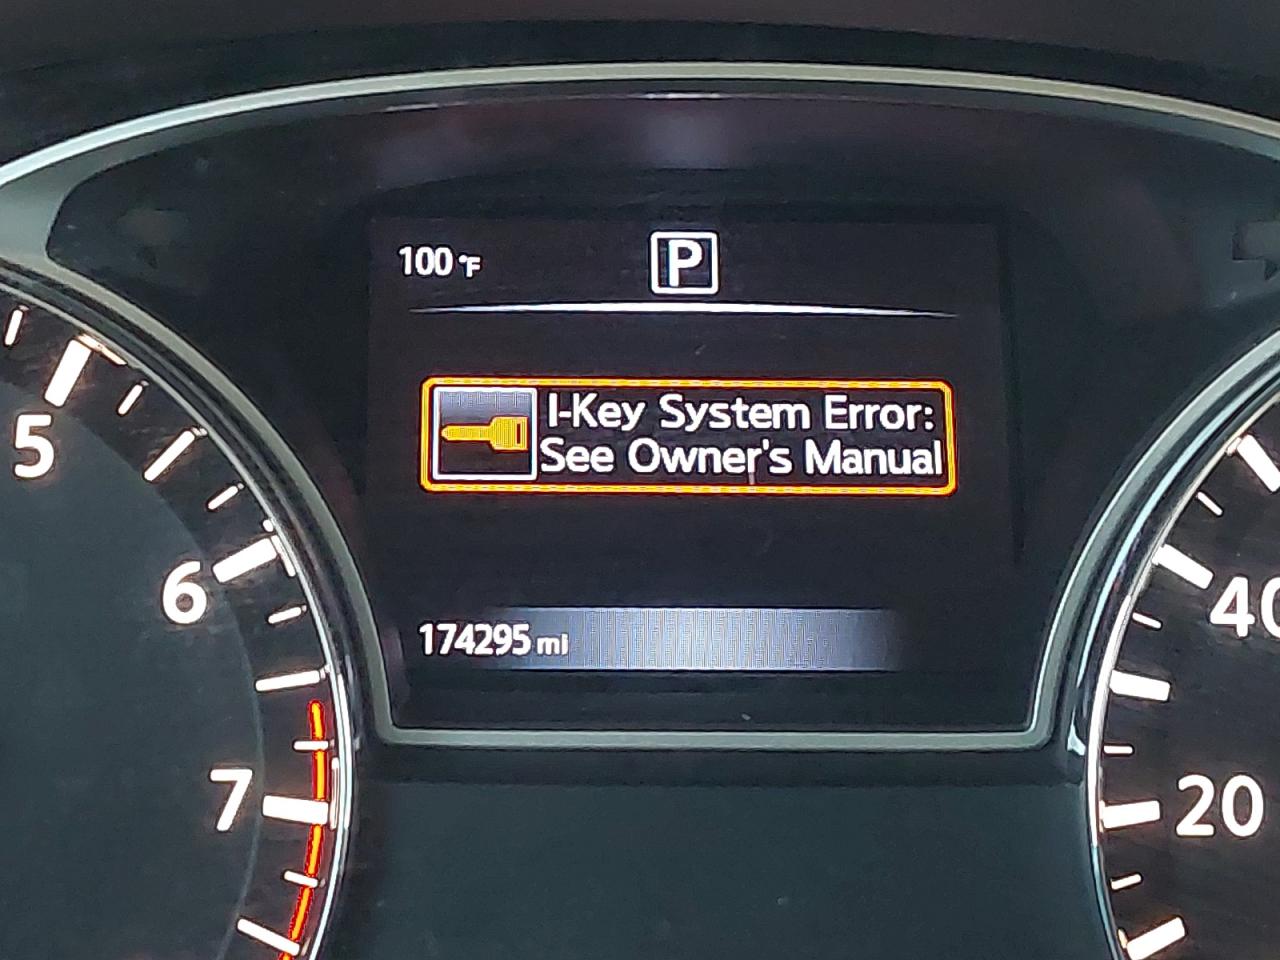 100 °F
P
I-Key System Error:
See Owner's Manual
174295 mi
5
6
7
40
20